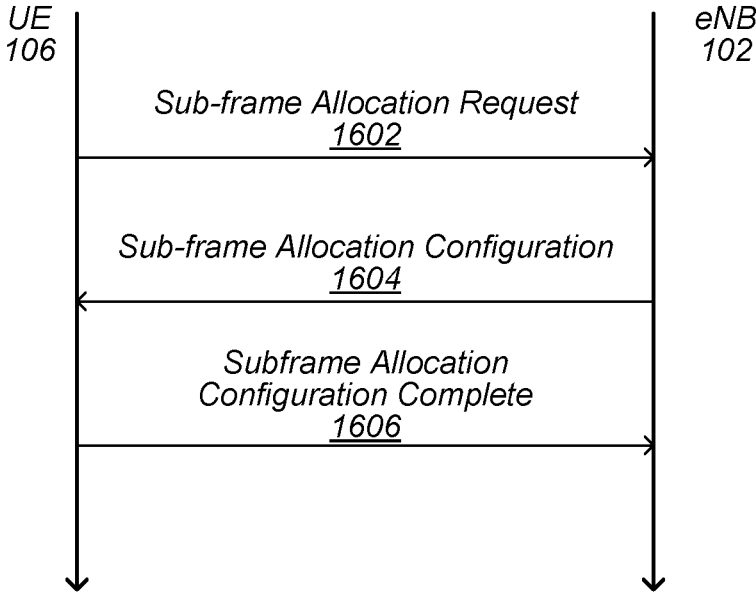 UE
106
eNB
102
Sub-frame Allocation Request
1602
Sub-frame Allocation Configuration
1604
Subframe Allocation
Configuration Complete
1606